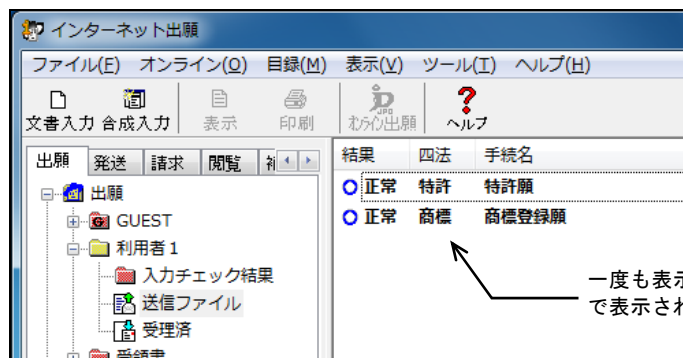 インターネット出願
ファイル(F) オンライン(O) 目録(M) 表示(V) ツール(T) ヘルプ(H)
文書入力 合成入力 表示 印刷 オンライン出願 ヘルプ
出願 発送 請求 閲覧
結果 四法 手続名
出願
GUEST
利用者1
入力チェック結果
送信ファイル
受理済
受領書
正常 特許 特許願
正常 商標 商標登録願
一度も表示
で表示され